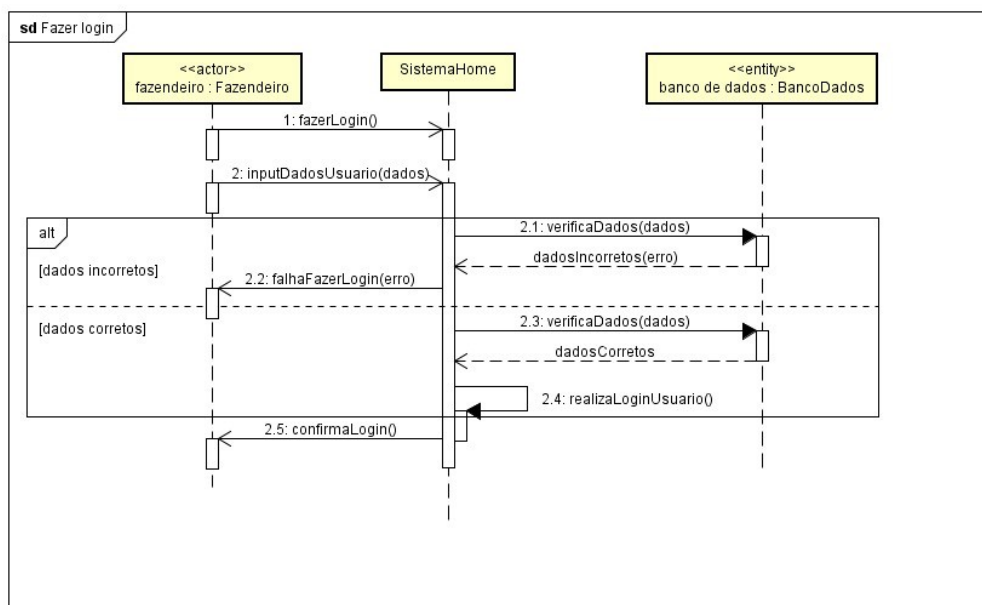 sd Fazer login
<<actor>>
fazendeiro : Fazendeiro
SistemaHome
<<entity>>
banco de dados : BancoDados
1: fazerLogin()
2: inputDadosUsuario(dados)
alt
2.1: verificaDados(dados)
[dados incorretos]
dadosIncorretos(erro)
2.2: falhaFazerLogin(erro)
[dados corretos]
2.3: verificaDados(dados)
dadosCorretos
2.4: realizaLoginUsuario()
2.5: confirmaLogin()